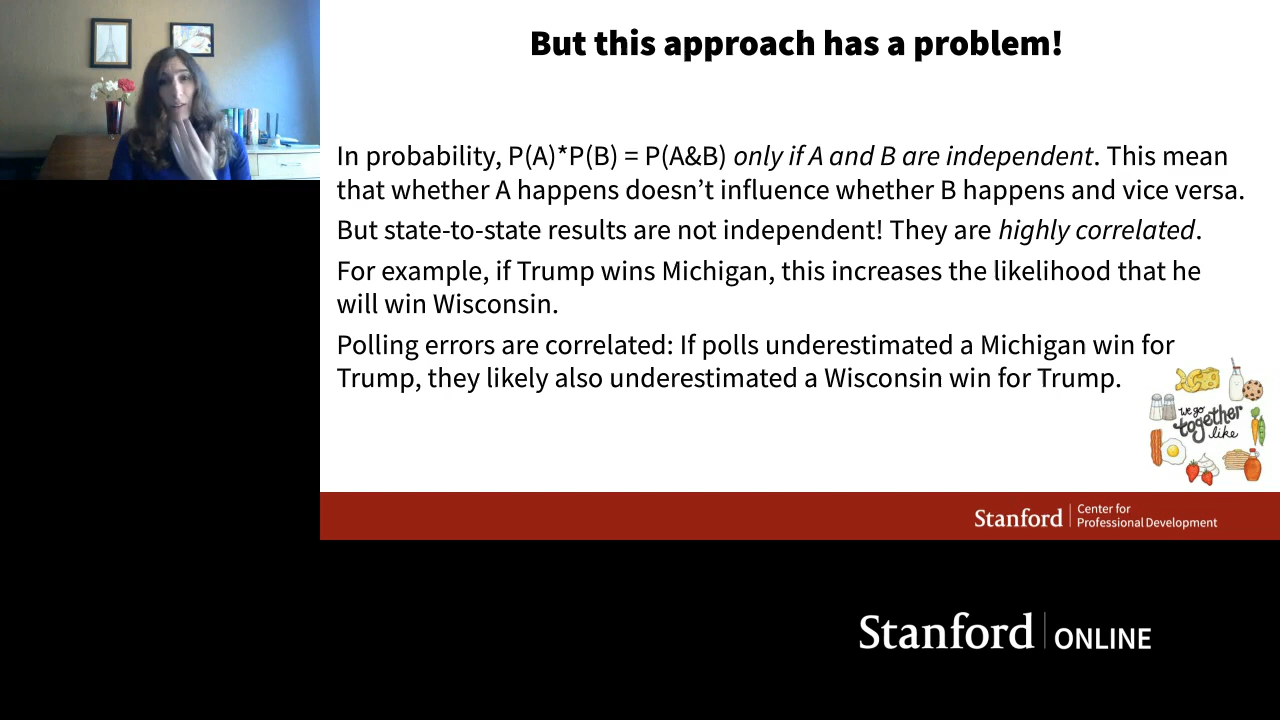 But this approach has a problem!
In probability, P(A)*P(B) = P(A&B) only if A and B are independent. This mean
that whether A happens doesn’t influence whether B happens and vice versa.
But state-to-state results are not independent! They are highly correlated.
For example, if Trump wins Michigan, this increases the likelihood that he
will win Wisconsin.
Polling errors are correlated: If polls underestimated a Michigan win for
Trump, they likely also underestimated a Wisconsin win for Trump.
we go
together
like
Stanford
Center for
Professional Development
Stanford ONLINE